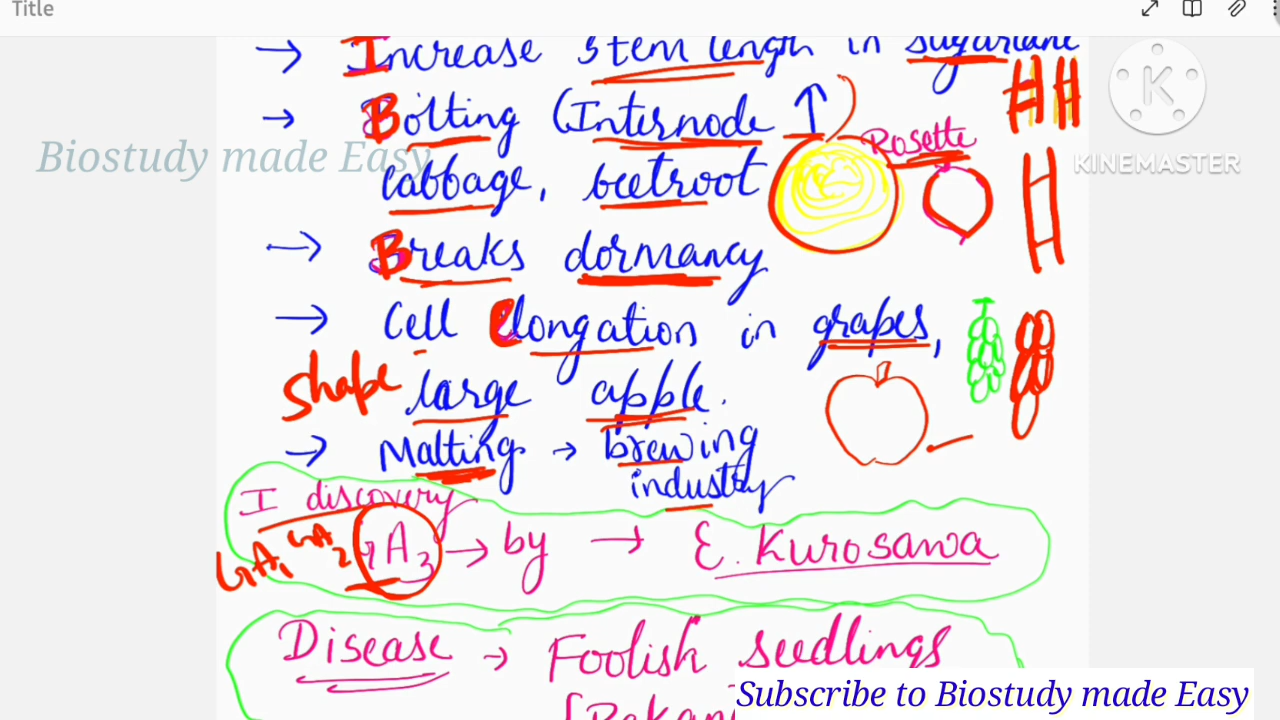 Title
→ Increase stem length in sugarcane
→ Bolting (Internode ↑
Rosette
cabbage, beetroot
→ Breaks dormancy
→ Cell Elongation in grapes,
shape large apple.
→ Malting → brewing
industry
I discovery
GA1 GA2 GA3 → by → E. Kurosawa
Disease → Foolish seedlings
Biostudy made Easy
K
KINEMASTER
Subscribe to Biostudy made Easy